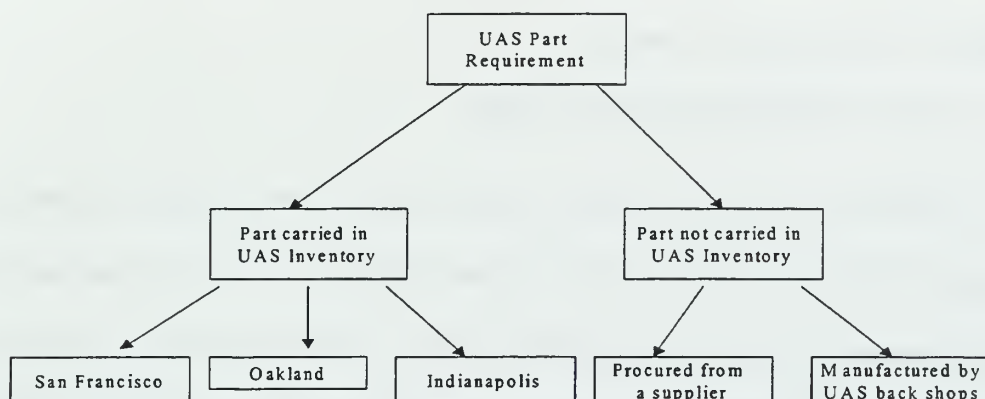 UAS Part
Requirement
Part carried in
UAS Inventory
Part not carried in
UAS Inventory
San Francisco
Oakland
Indianapolis
Procured from
a supplier
Manufactured by
UAS back shops